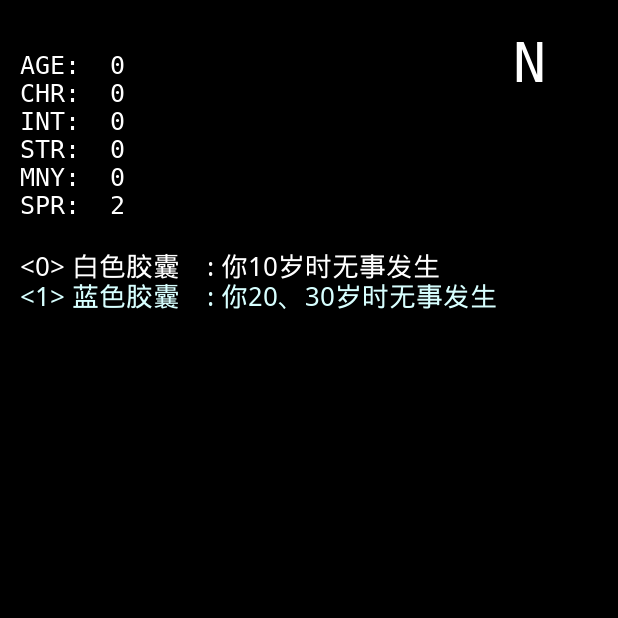 N
AGE: 0
CHR: 0
INT: 0
STR: 0
MNY: 0
SPR: 2
<0> 白色胶囊 : 你10岁时无事发生
<1> 蓝色胶囊 : 你20、30岁时无事发生